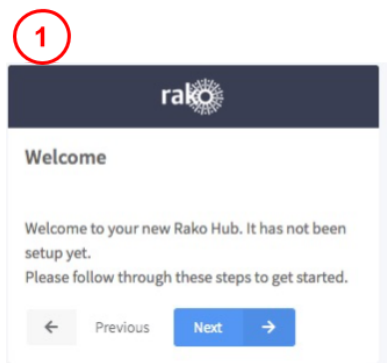 1
rako
Welcome
Welcome to your new Rako Hub. It has not been
setup yet.
Please follow through these steps to get started.
← Previous Next →